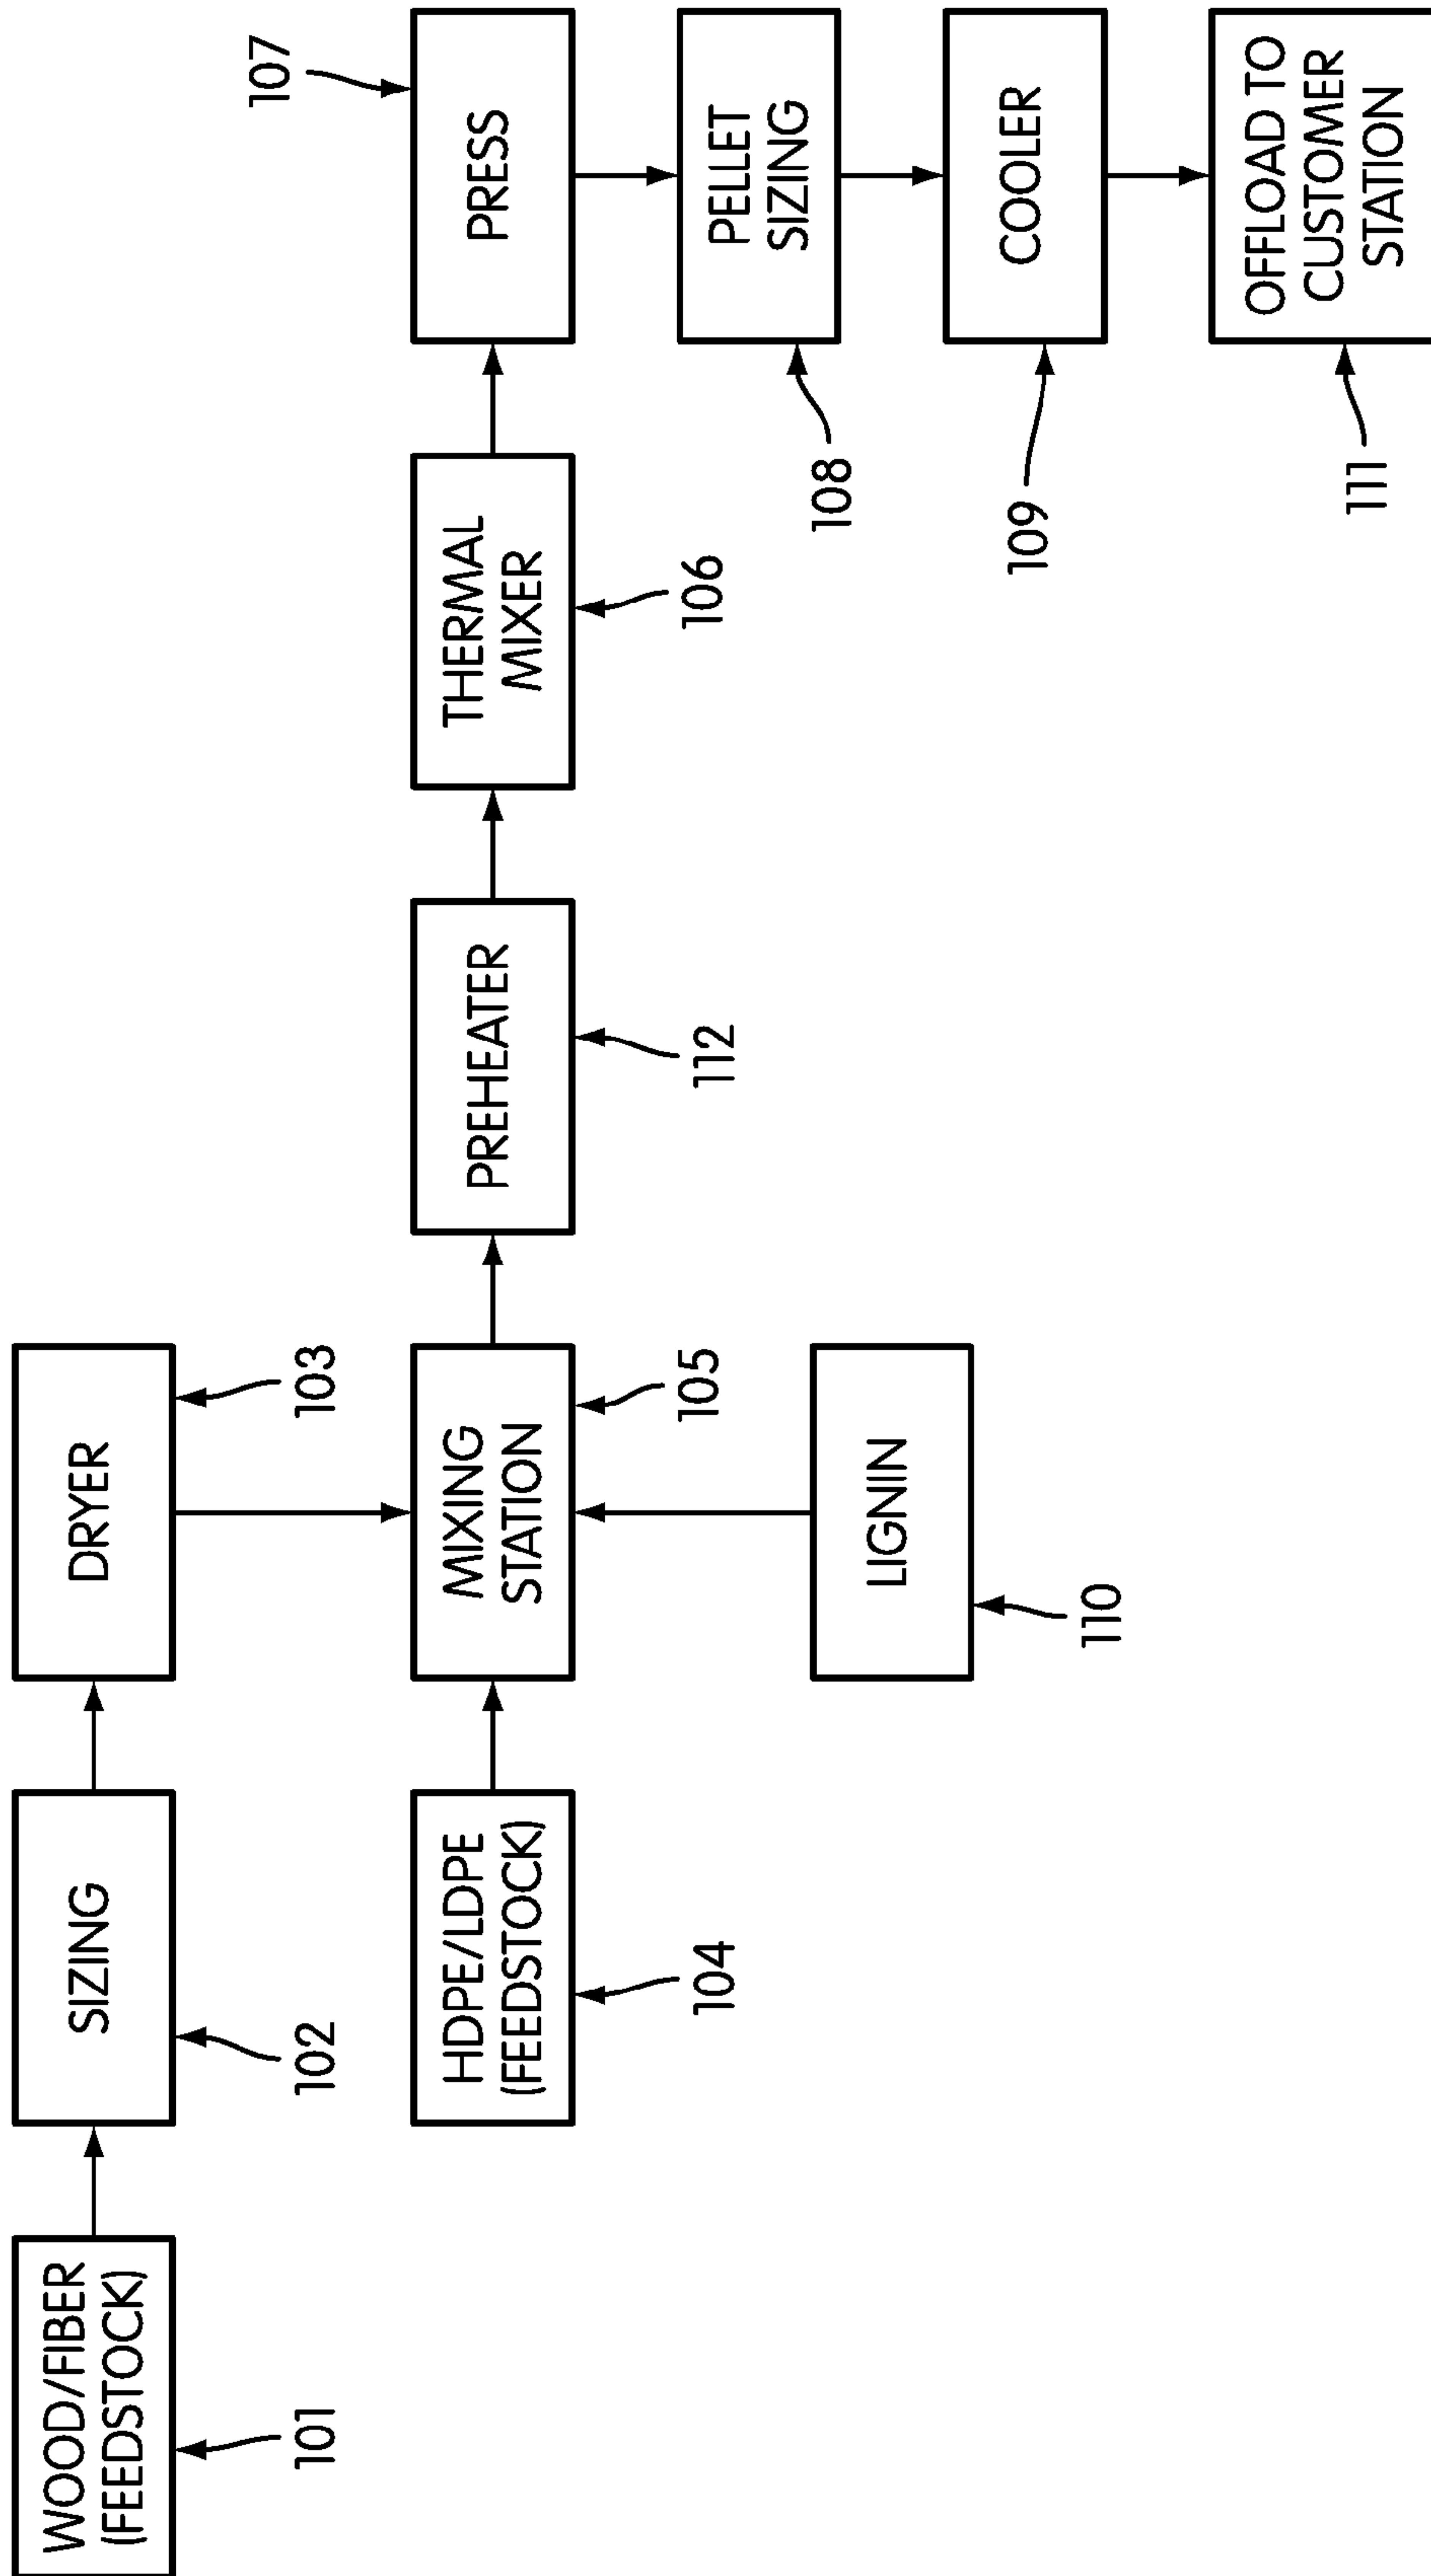 WOOD/FIBER
(FEEDSTOCK)
101
SIZING
102
DRYER
103
HDPE/LDPE
(FEEDSTOCK)
104
MIXING
STATION
105
LIGNIN
110
PREHEATER
112
THERMAL
MIXER
106
PRESS
107
PELLET
SIZING
108
COOLER
109
OFFLOAD TO
CUSTOMER
STATION
111